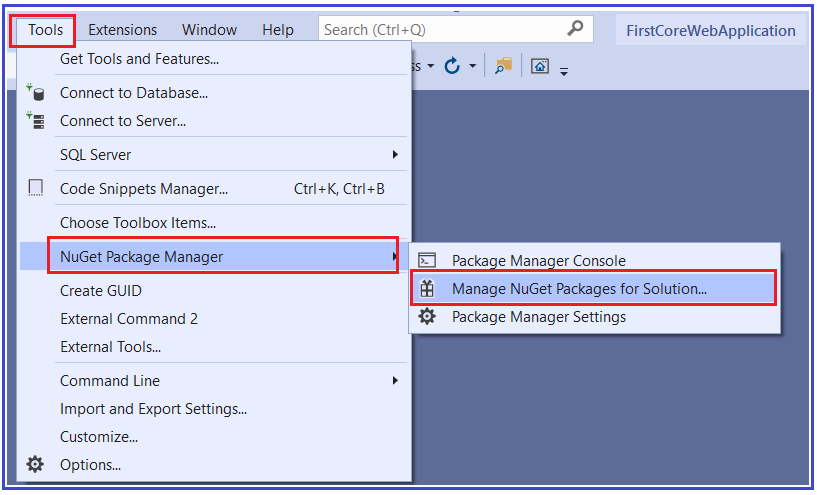 Tools Extensions Window Help Search (Ctrl+Q) FirstCoreWebApplication
Get Tools and Features...
ss
Connect to Database...
Connect to Server...
SQL Server
Code Snippets Manager... Ctrl+K, Ctrl+B
Choose Toolbox Items...
NuGet Package Manager
Package Manager Console
Manage NuGet Packages for Solution...
Package Manager Settings
Create GUID
External Command 2
External Tools...
Command Line
Import and Export Settings...
Customize...
Options...